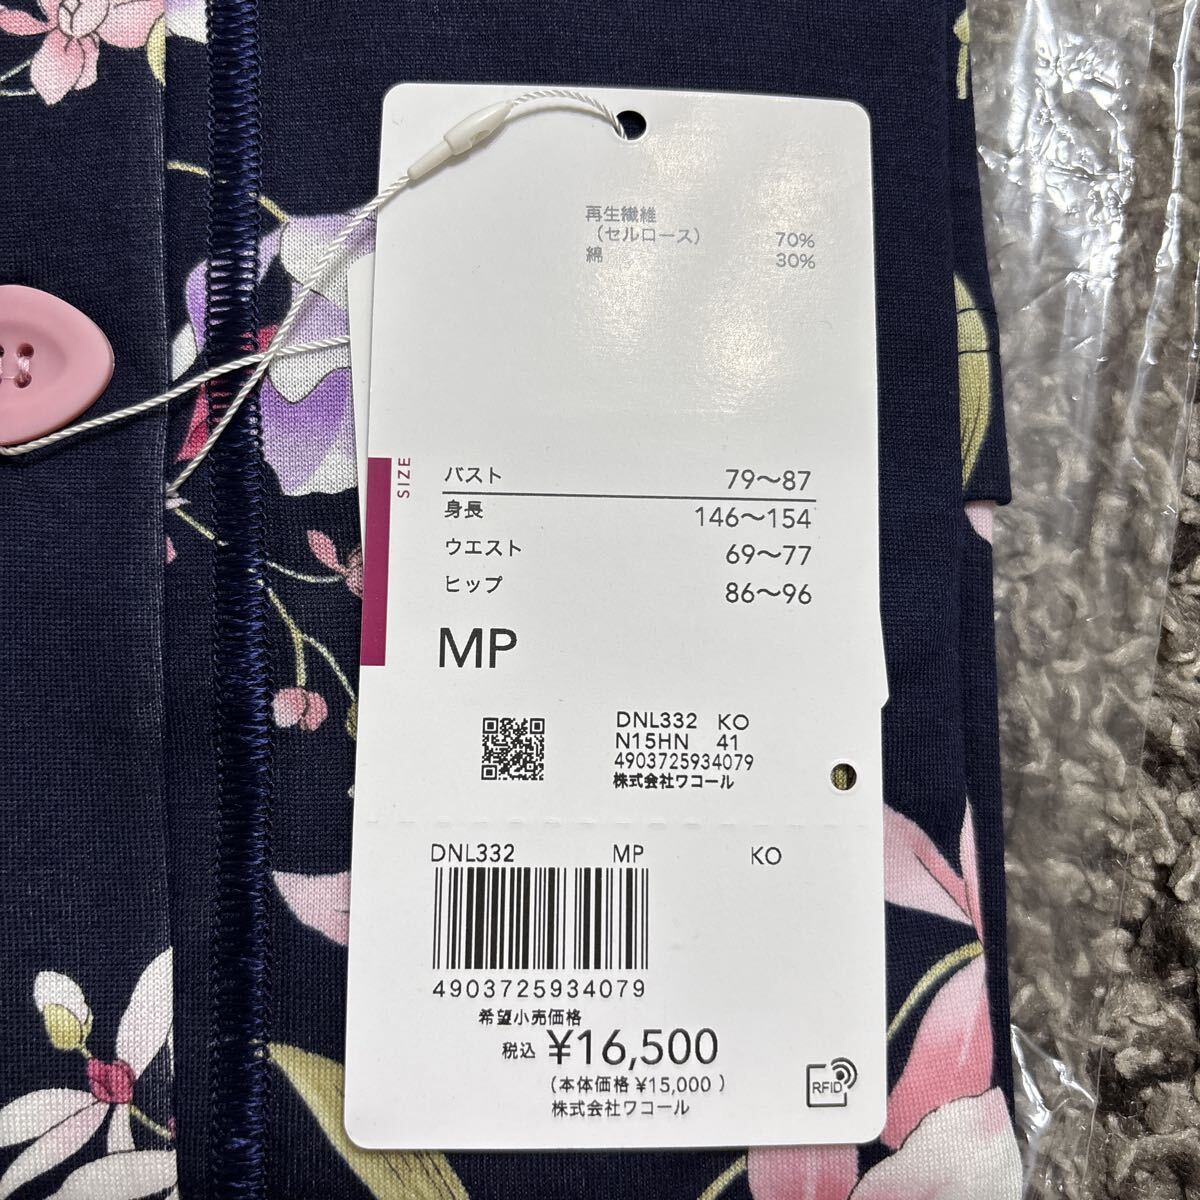 再生繊維
（セルロース） 70%
綿 30%
SIZE
バスト 79〜87
身長 146〜154
ウエスト 69〜77
ヒップ 86〜96
MP
DNL332 KO
N15HN 41
4903725934079
株式会社ワコール
DNL332 MP KO
4903725934079
希望小売価格
税込 ¥16,500
（本体価格 ¥15,000 ）
株式会社ワコール
RFID